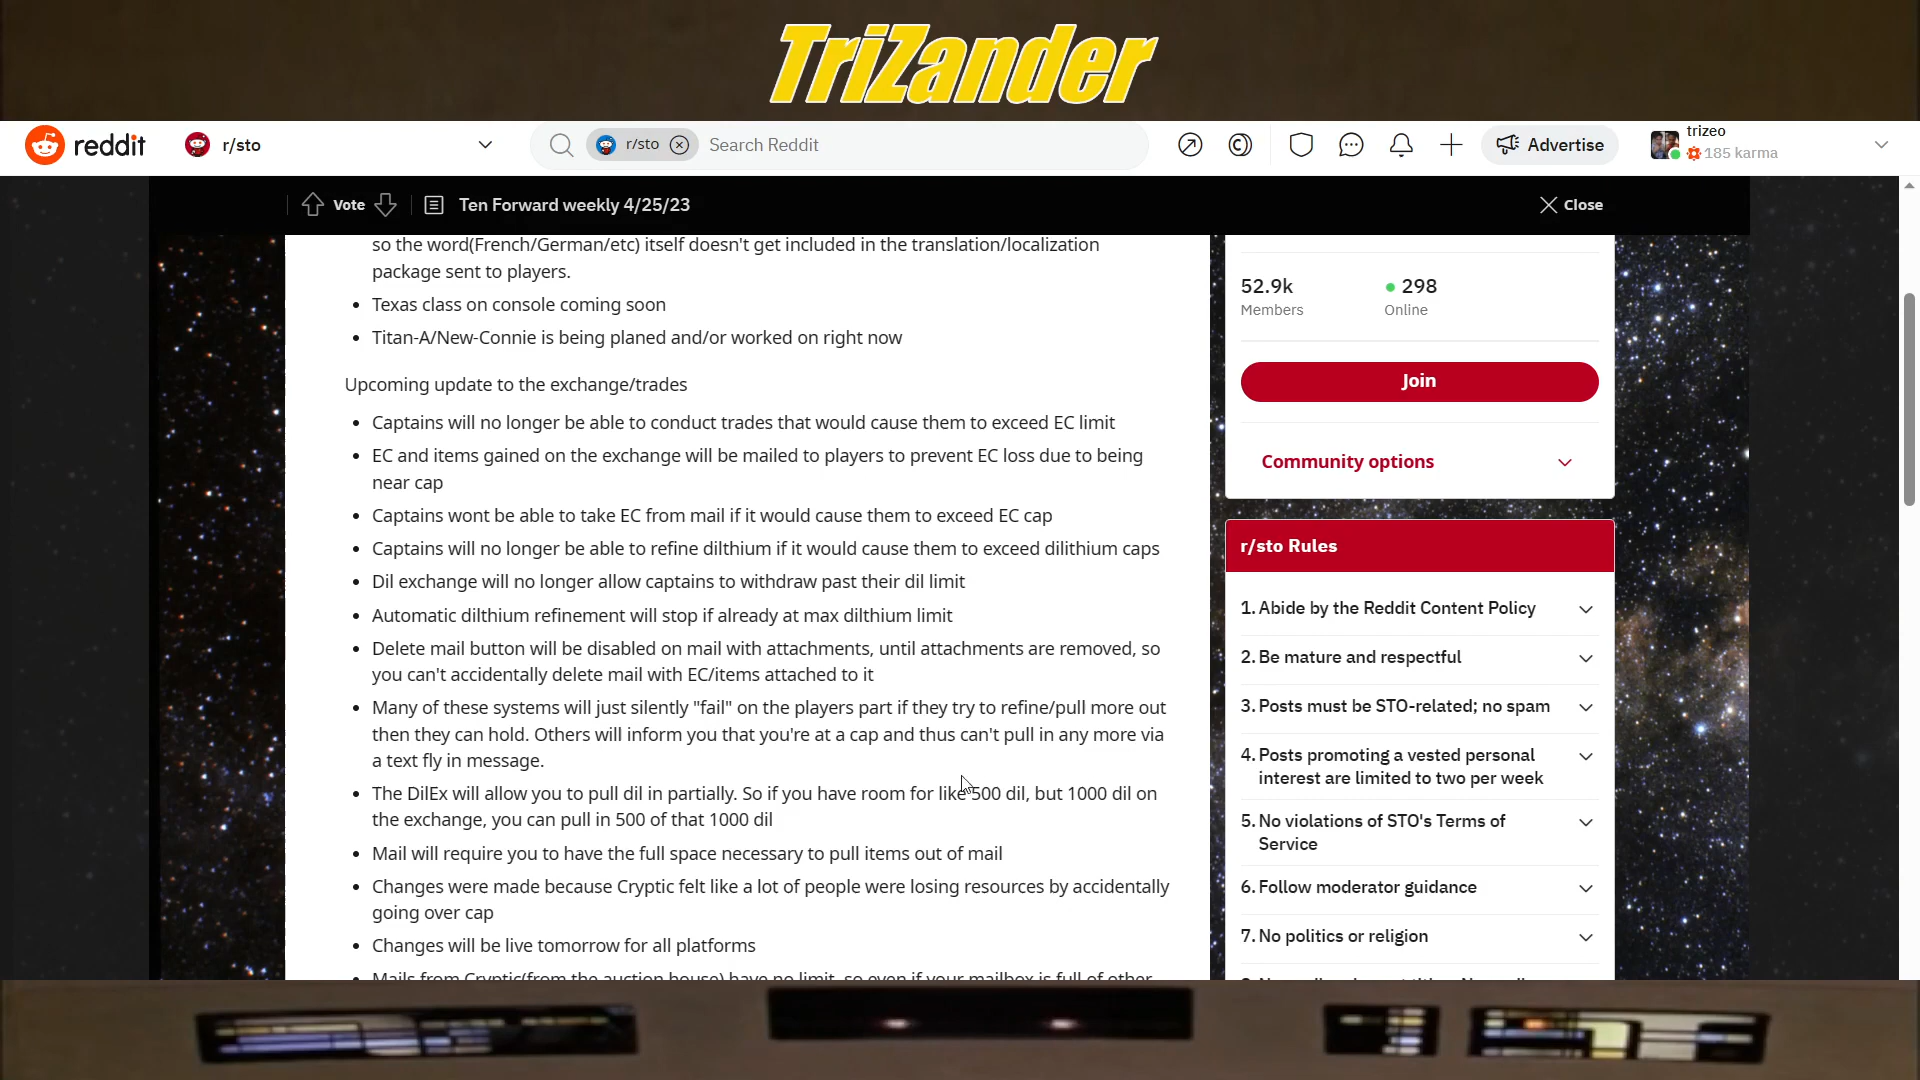 TriZander
reddit
r/sto
r/sto
Search Reddit
Advertise
trizeo
185 karma
Vote
Ten Forward weekly 4/25/23
Close
so the word(French/German/etc) itself doesn't get included in the translation/localization
package sent to players.
Texas class on console coming soon
Titan-A/New-Connie is being planed and/or worked on right now
Upcoming update to the exchange/trades
Captains will no longer be able to conduct trades that would cause them to exceed EC limit
EC and items gained on the exchange will be mailed to players to prevent EC loss due to being
near cap
Captains wont be able to take EC from mail if it would cause them to exceed EC cap
Captains will no longer be able to refine dilthium if it would cause them to exceed dilithium caps
Dil exchange will no longer allow captains to withdraw past their dil limit
Automatic dilthium refinement will stop if already at max dilthium limit
Delete mail button will be disabled on mail with attachments, until attachments are removed, so
you can't accidentally delete mail with EC/items attached to it
Many of these systems will just silently "fail" on the players part if they try to refine/pull more out
then they can hold. Others will inform you that you're at a cap and thus can't pull in any more via
a text fly in message.
The DilEx will allow you to pull dil in partially. So if you have room for like 500 dil, but 1000 dil on
the exchange, you can pull in 500 of that 1000 dil
Mail will require you to have the full space necessary to pull items out of mail
Changes were made because Cryptic felt like a lot of people were losing resources by accidentally
going over cap
Changes will be live tomorrow for all platforms
Mails from Cryptic(from the auction house) have no limit, so even if your mailbox is full of other
52.9k
298
Members
Online
Join
Community options
r/sto Rules
1. Abide by the Reddit Content Policy
2. Be mature and respectful
3. Posts must be STO-related; no spam
4. Posts promoting a vested personal
interest are limited to two per week
5. No violations of STO's Terms of
Service
6. Follow moderator guidance
7. No politics or religion